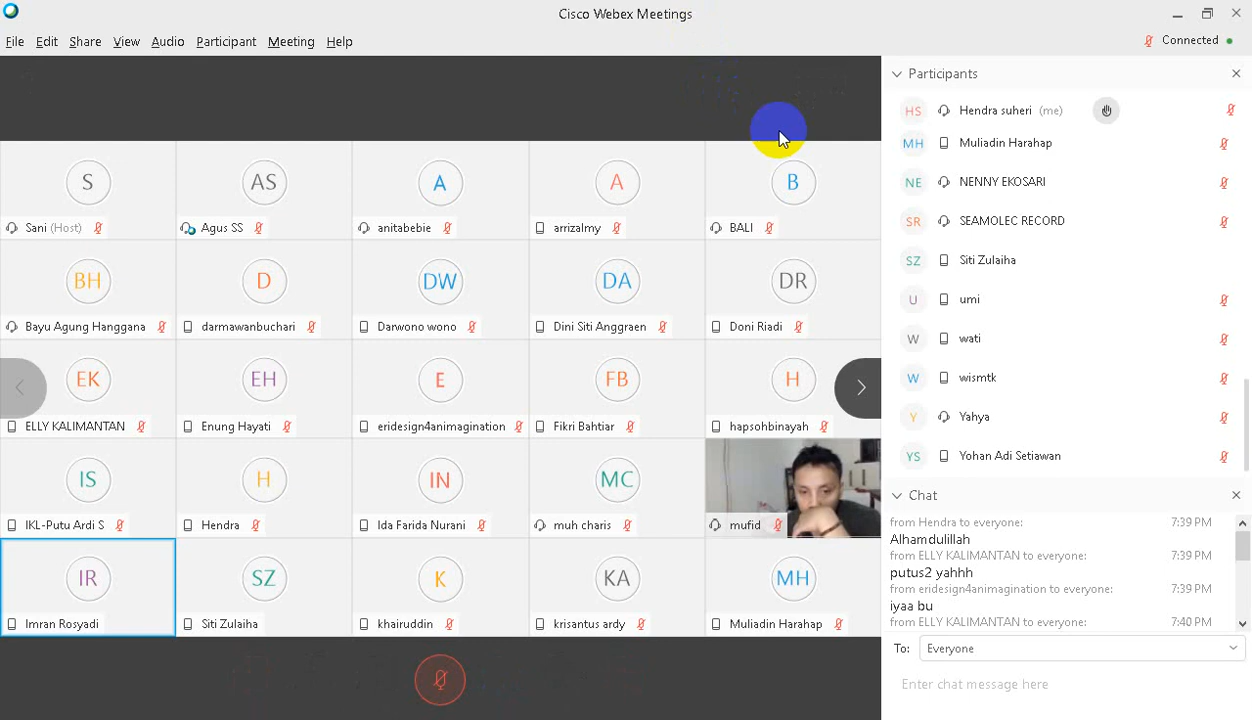 Cisco Webex Meetings
File Edit Share View Audio Participant Meeting Help
Connected
S AS A A B
Sani (Host) Agus SS anitabebie arrizalmy BALI
BH D DW DA DR
Bayu Agung Hanggana darmawanbuchari Darwono wono Dini Siti Anggraen Doni Riadi
EK EH E FB H
ELLY KALIMANTAN Enung Hayati eridesign4animagination Fikri Bahtiar hapsohbinayah
IS H IN MC
IKL-Putu Ardi S Hendra Ida Farida Nurani muh charis mufid
IR SZ K KA MH
Imran Rosyadi Siti Zulaiha khairuddin krisantus ardy Muliadin Harahap
Participants
HS Hendra suheri (me)
MH Muliadin Harahap
NE NENNY EKOSARI
SR SEAMOLEC RECORD
SZ Siti Zulaiha
U umi
W wati
W wismtk
Y Yahya
YS Yohan Adi Setiawan
Chat
from Hendra to everyone: 7:39 PM
Alhamdulillah
from ELLY KALIMANTAN to everyone: 7:39 PM
putus2 yahhh
from eridesign4animagination to everyone: 7:39 PM
iyaa bu
from ELLY KALIMANTAN to everyone: 7:40 PM
To: Everyone
Enter chat message here